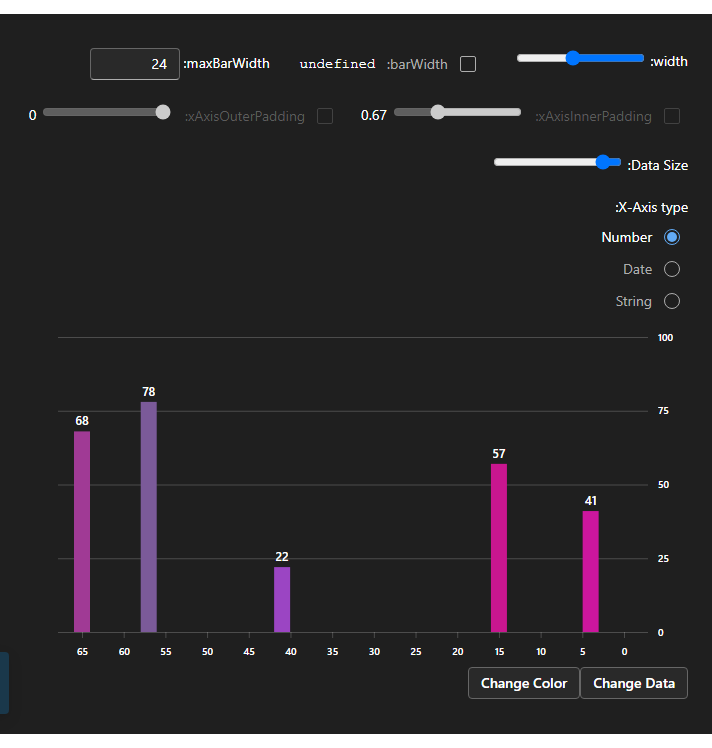 width:
barWidth: undefined
maxBarWidth: 24
xAxisInnerPadding: 0.67
xAxisOuterPadding: 0
Data Size:
X-Axis type:
Number
Date
String
100
75
50
25
0
68
78
22
57
41
65 60 55 50 45 40 35 30 25 20 15 10 5 0
Change Color Change Data